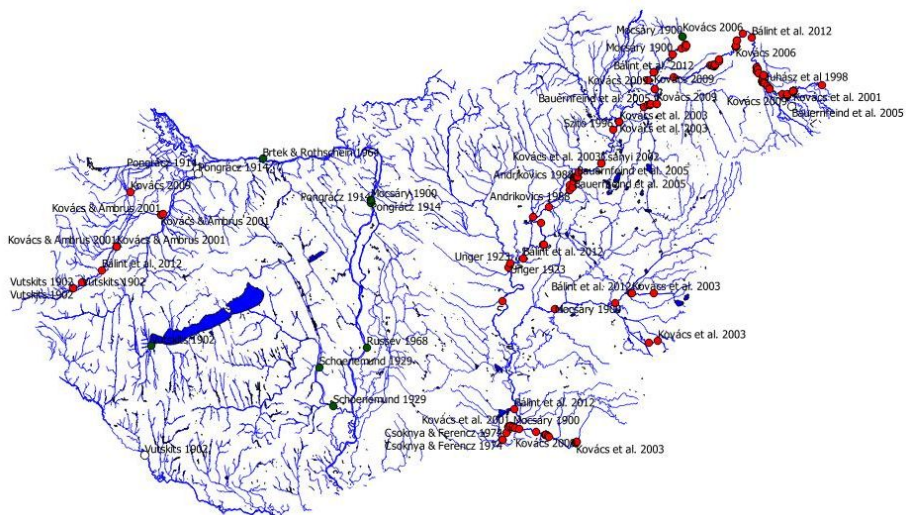 Mocsáry 1900
Kovács 2006
Bálint et al. 2012
Mocsáry 1900
Kovács 2006
Bálint et al. 2012
Kovács 2009
Kovács 2009
Juhász et al 1998
Bauernfeind et al. 2005
Kovács 2009
Kovács 2009
Kovács et al. 2001
Bauernfeind et al. 2005
Szító 1996
Kovács et al. 2003
Kovács et al. 2003
Brtek & Rothschein 1964
Pongrácz 1914
Pongrácz 1914
Kovács et al. 2003
Bauernfeind et al. 2005
Andrikovics 1988
Bauernfeind et al. 2005
Kovács 2009
Pongrácz 1914
Mocsáry 1900
Pongrácz 1914
Andrikovics 1988
Kovács & Ambrus 2001
Kovács & Ambrus 2001
Kovács & Ambrus 2001
Kovács & Ambrus 2001
Unger 1923
Bálint et al. 2012
Bálint et al. 2012
Unger 1923
Vutskits 1902
Vutskits 1902
Vutskits 1902
Bálint et al. 2012
Kovács et al. 2003
Mocsáry 1900
Russev 1968
Kovács et al. 2003
1902
Schoenemund 1929
Schoenemund 1929
Bálint et al. 2012
Kovács et al. 2001
Mocsáry 1900
Csoknya & Ferencz 1974
Csoknya & Ferencz 1974
Kovács 2006
Kovács et al. 2003
Vutskits 1902